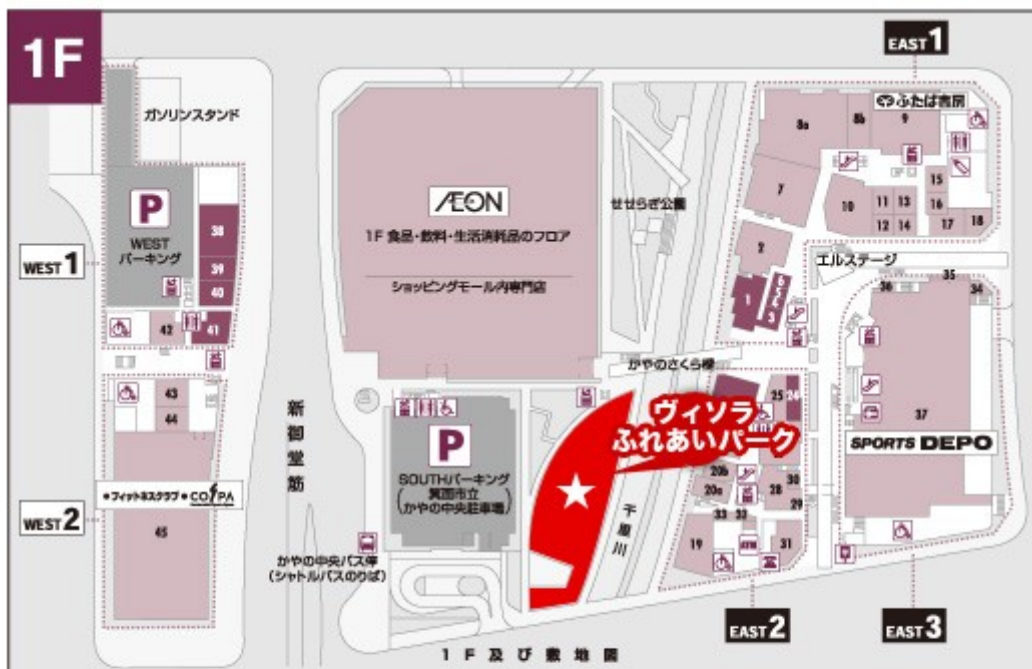 1F
EAST 1
ガソリンスタンド
ふたば書房
8a
8b
9
P
WEST
パーキング
WEST 1
38
39
40
41
42
43
44
AEON
1F 食品・飲料・生活消耗品のフロア
ショッピングモール内専門店
せせらぎ公園
7
10
11
13
12
14
15
16
17
18
2
エルステージ
1
6
5
4
3
35
36
34
かやのさくら橋
25
24
ヴィソラ
ふれあいパーク
37
SPORTS DEPO
新御堂筋
P
SOUTHパーキング
箕面市立
(かやの中央駐車場)
千里川
20b
20a
30
28
29
33
32
19
ATM
31
WEST 2
•フィットネスクラブ•COSPA
45
かやの中央バス停
(シャトルバスのりば)
EAST 2
EAST 3
1F及び敷地図